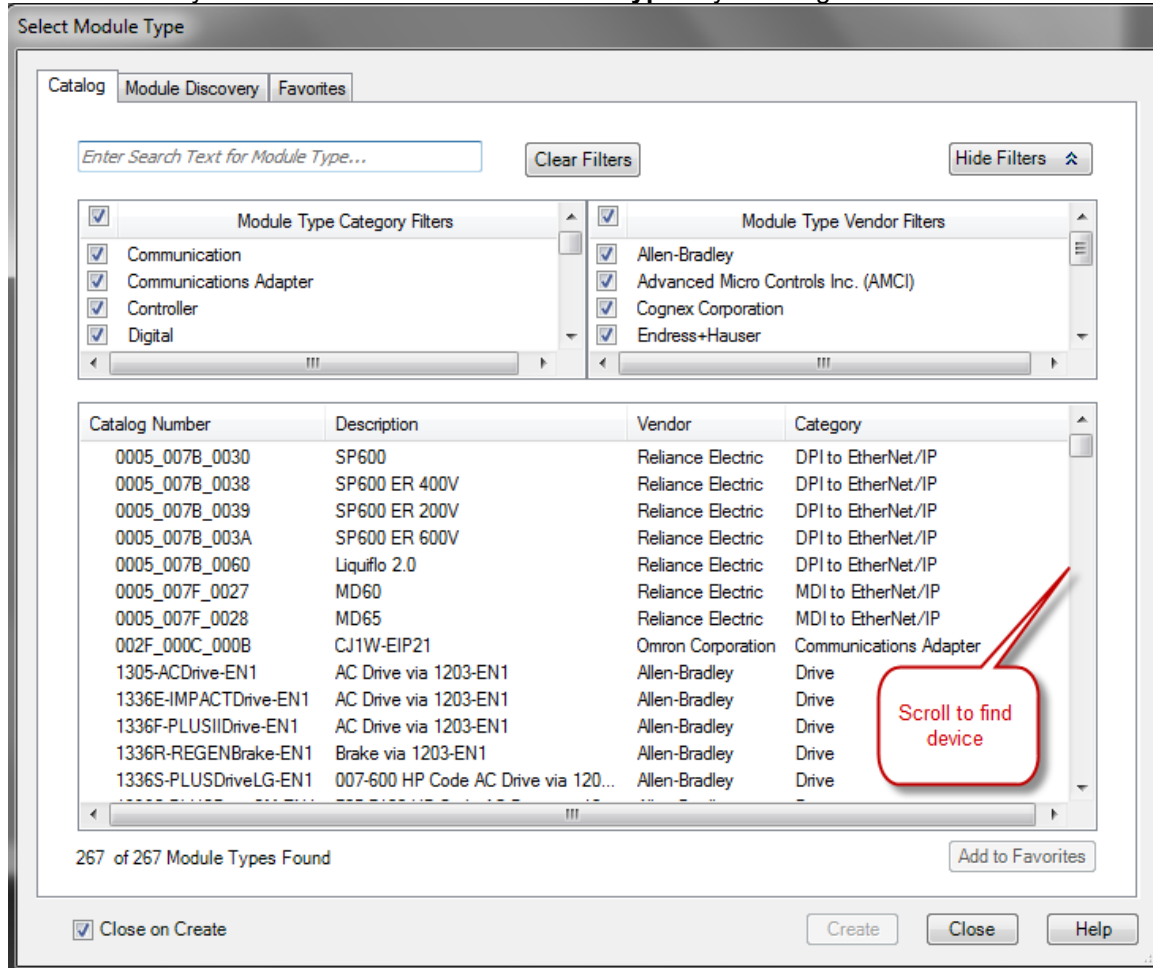 Select Module Type
Catalog Module Discovery Favorites
Enter Search Text for Module Type... Clear Filters Hide Filters
Module Type Category Filters Module Type Vendor Filters
Communication Allen-Bradley
Communications Adapter Advanced Micro Controls Inc. (AMCI)
Controller Cognex Corporation
Digital Endress+Hauser
Catalog Number Description Vendor Category
0005_007B_0030 SP600 Reliance Electric DPI to EtherNet/IP
0005_007B_0038 SP600 ER 400V Reliance Electric DPI to EtherNet/IP
0005_007B_0039 SP600 ER 200V Reliance Electric DPI to EtherNet/IP
0005_007B_003A SP600 ER 600V Reliance Electric DPI to EtherNet/IP
0005_007B_0060 Liquiflo 2.0 Reliance Electric DPI to EtherNet/IP
0005_007F_0027 MD60 Reliance Electric MDI to EtherNet/IP
0005_007F_0028 MD65 Reliance Electric MDI to EtherNet/IP
002F_000C_000B CJ1W-EIP21 Omron Corporation Communications Adapter
1305-ACDrive-EN1 AC Drive via 1203-EN1 Allen-Bradley Drive
1336E-IMPACTDrive-EN1 AC Drive via 1203-EN1 Allen-Bradley Drive
1336F-PLUSIIDrive-EN1 AC Drive via 1203-EN1 Allen-Bradley Drive
1336R-REGENBrake-EN1 Brake via 1203-EN1 Allen-Bradley Drive
1336S-PLUSDriveLG-EN1 007-600 HP Code AC Drive via 120... Allen-Bradley Drive
Scroll to find
device
267 of 267 Module Types Found Add to Favorites
Close on Create Create Close Help